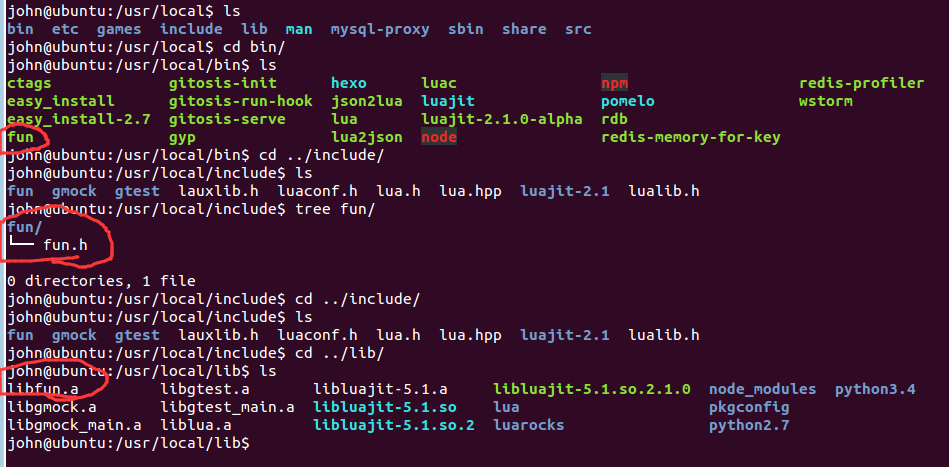 john@ubuntu:/usr/local$ ls
bin etc games include lib man mysql-proxy sbin share src
john@ubuntu:/usr/local$ cd bin/
john@ubuntu:/usr/local/bin$ ls
ctags gitosis-init hexo luac npm redis-profiler
easy_install gitosis-run-hook json2lua luajit pomelo wstorm
easy_install-2.7 gitosis-serve lua luajit-2.1.0-alpha rdb
fun gyp lua2json node redis-memory-for-key
john@ubuntu:/usr/local/bin$ cd ../include/
john@ubuntu:/usr/local/include$ ls
fun gmock gtest lauxlib.h luaconf.h lua.h lua.hpp luajit-2.1 lualib.h
john@ubuntu:/usr/local/include$ tree fun/
fun/
└── fun.h
0 directories, 1 file
john@ubuntu:/usr/local/include$ cd ../include/
john@ubuntu:/usr/local/include$ ls
fun gmock gtest lauxlib.h luaconf.h lua.h lua.hpp luajit-2.1 lualib.h
john@ubuntu:/usr/local/include$ cd ../lib/
john@ubuntu:/usr/local/lib$ ls
libfun.a libgtest.a libluajit-5.1.a libluajit-5.1.so.2.1.0 node_modules python3.4
libgmock.a libgtest_main.a libluajit-5.1.so lua pkgconfig
libgmock_main.a liblua.a libluajit-5.1.so.2 luarocks python2.7
john@ubuntu:/usr/local/lib$